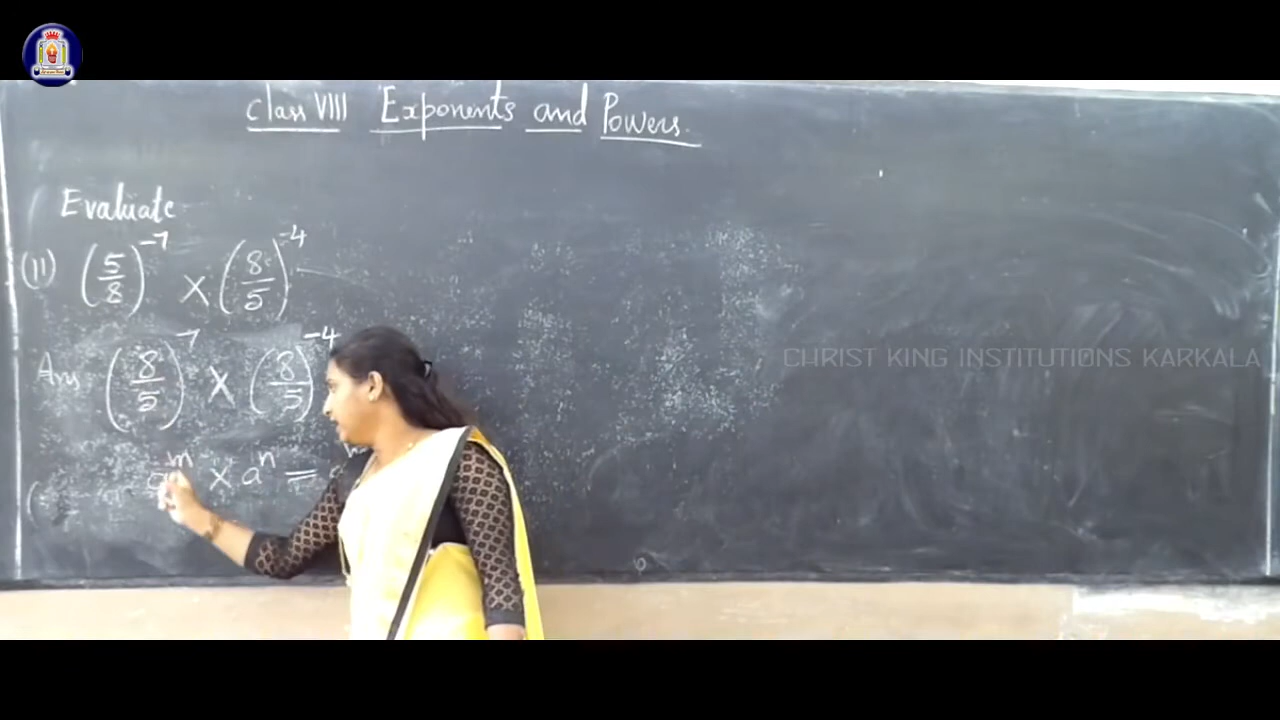 Class VIII Exponents and Powers.
Evaluate
(ii) (5/8)^-7 × (8/5)^-4
Ans (8/5)^7 × (8/5)^-4
a^m × a^n =
CHRIST KING INSTITUTIONS KARKALA